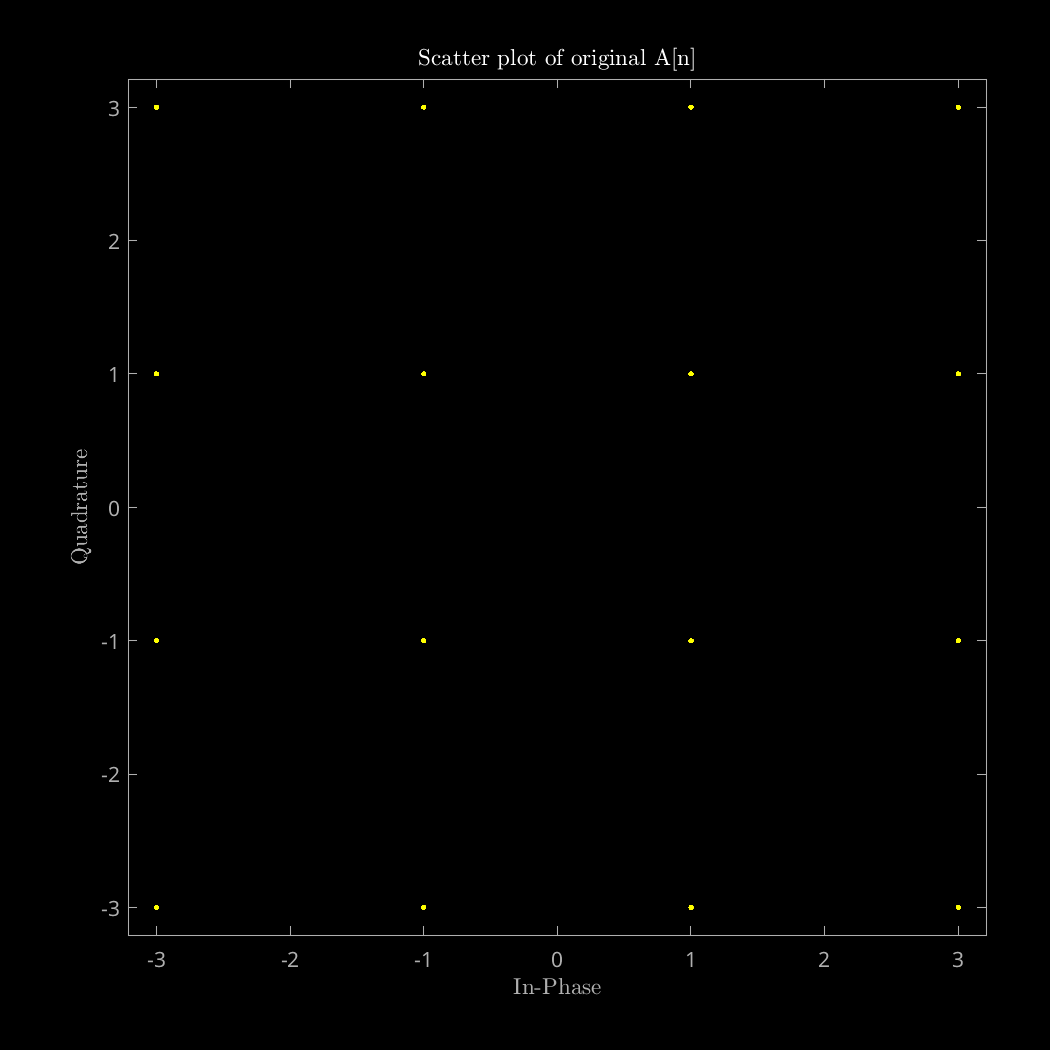 Scatter plot of original A[n]
3
2
1
0
-1
-2
-3
Quadrature
-3 -2 -1 0 1 2 3
In-Phase